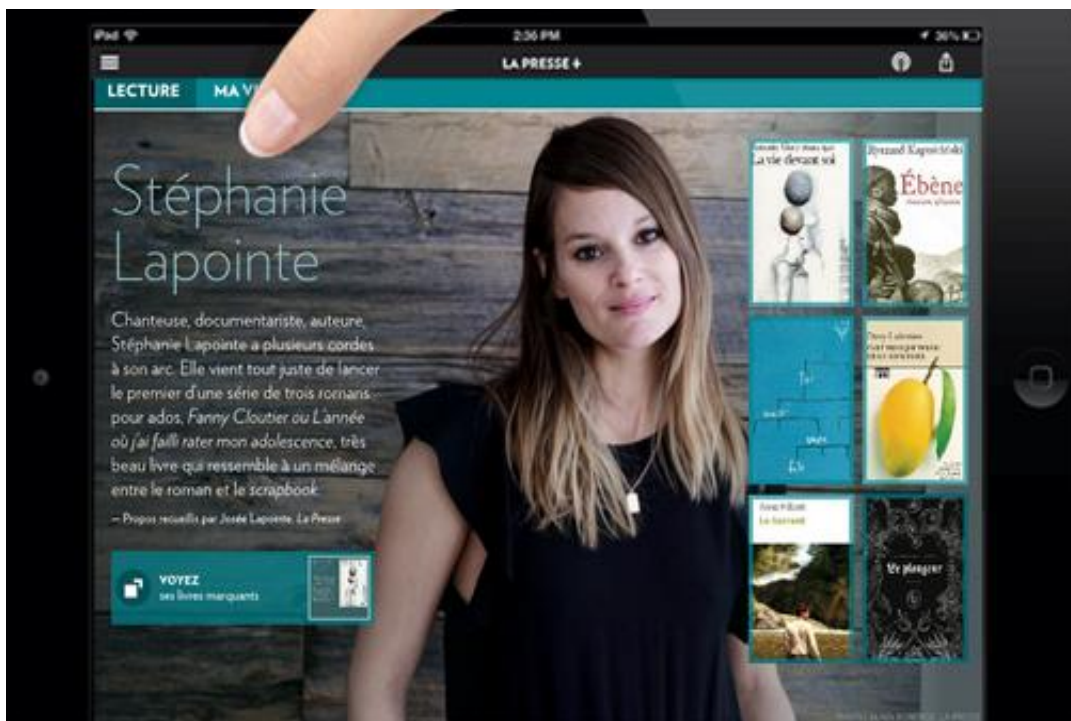 iPad
2:36 PM
36%
LA PRESSE +
LECTURE
MA V
Stéphanie
Lapointe
Chanteuse, documentariste, auteure,
Stéphanie Lapointe a plusieurs cordes
à son arc. Elle vient tout juste de lancer
le premier d'une série de trois romans
pour ados, Fanny Cloutier ou L'année
où j'ai failli rater mon adolescence, très
beau livre qui ressemble à un mélange
entre le roman et le scrapbook.
— Propos recueillis par Josée Lapointe, La Presse
VOYEZ
ses livres marquants
La vie devant soi
Ryszard Kapuściński
Ébène
Le plongeur